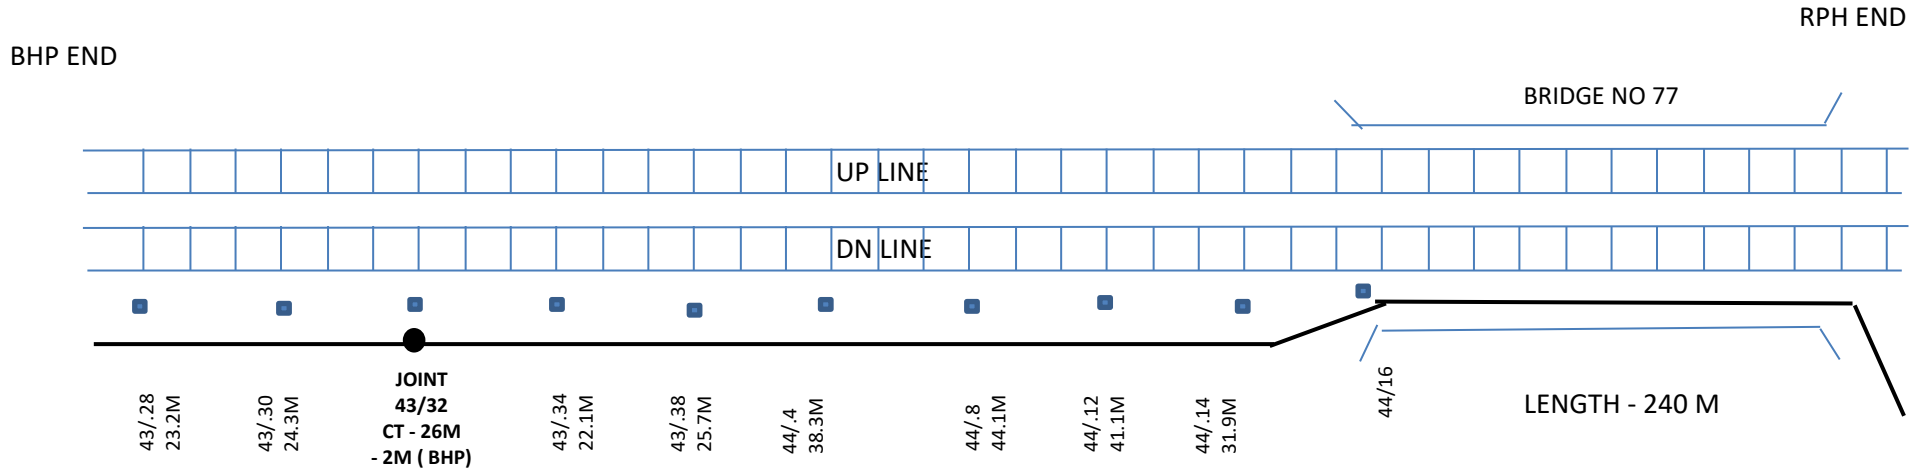 RPH END
BHP END
BRIDGE NO 77
UP LINE
DN LINE
43/.28
23.2M
43/.30
24.3M
JOINT
43/32
CT - 26M
- 2M ( BHP)
43/.34
22.1M
43/.38
25.7M
44/.4
38.3M
44/.8
44.1M
44/.12
41.1M
44/.14
31.9M
44/16
LENGTH - 240 M